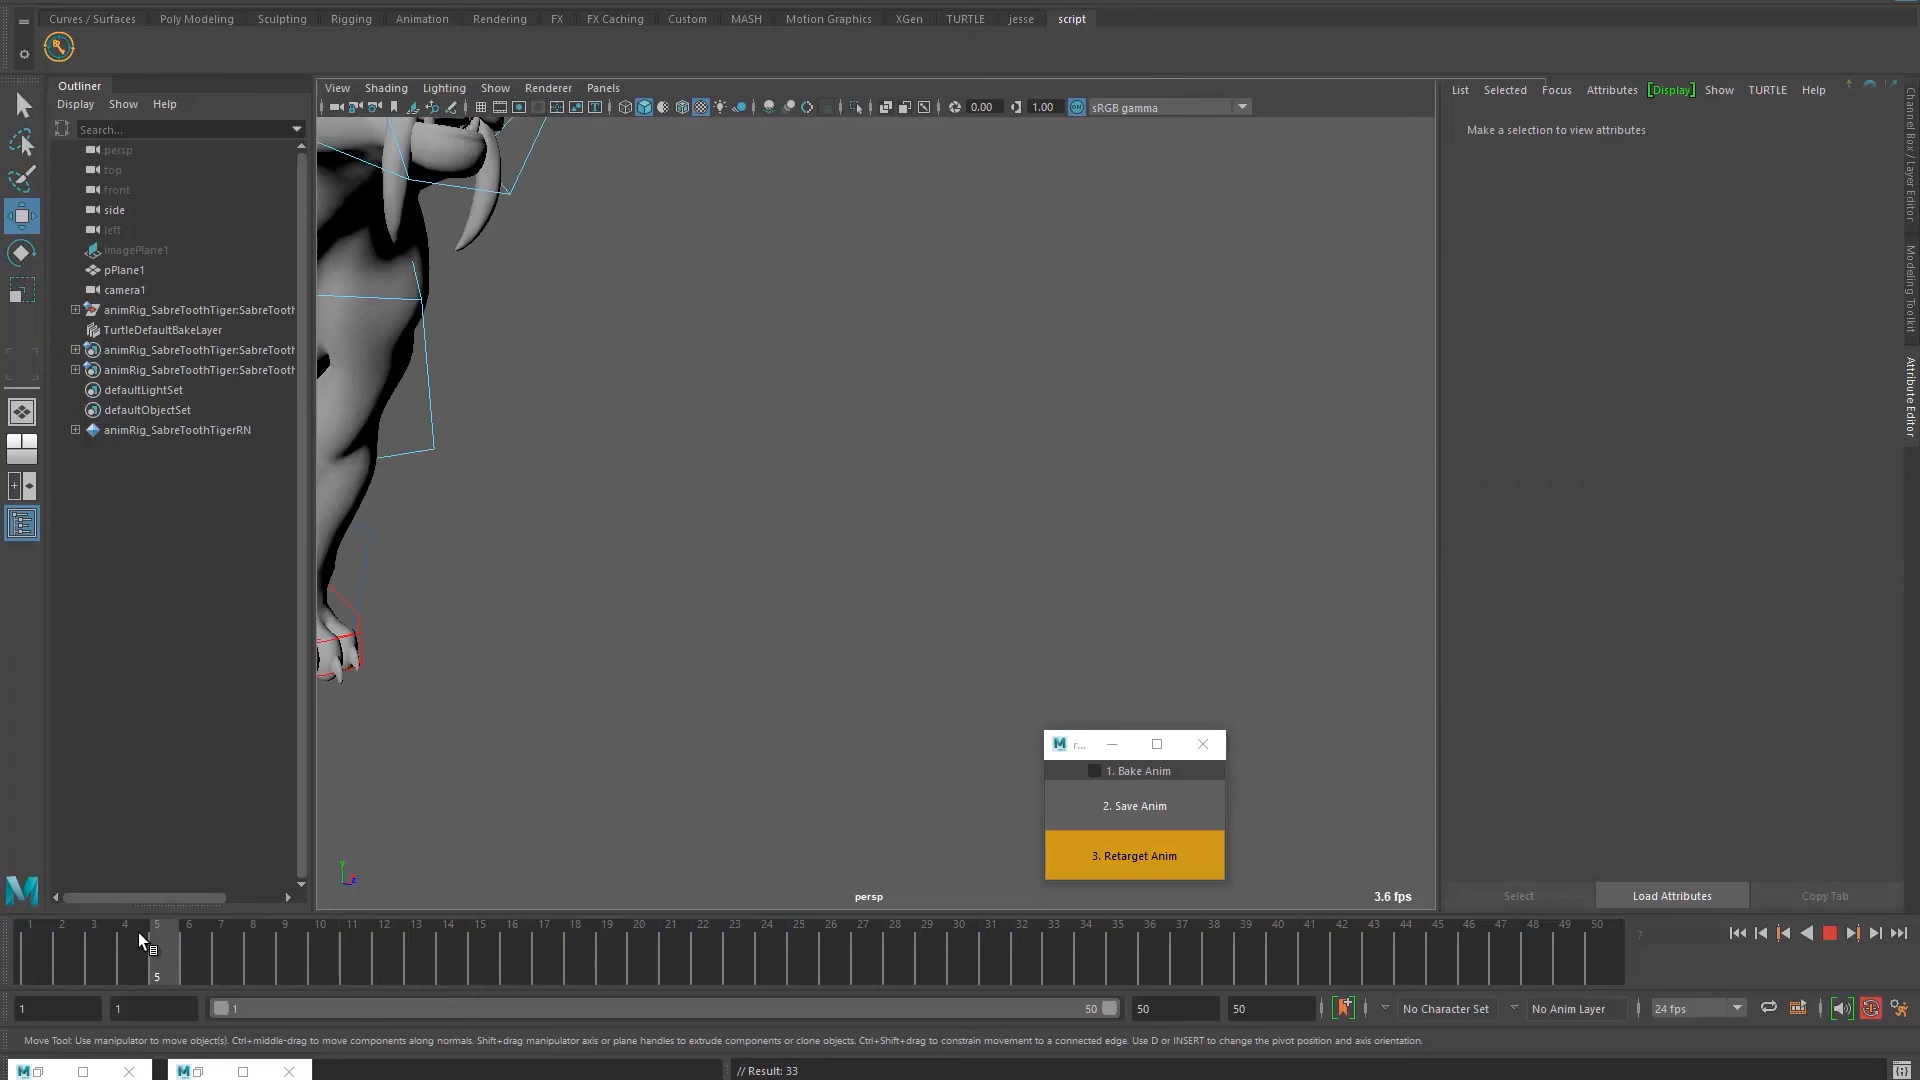 Curves / Surfaces Poly Modeling Sculpting Rigging Animation Rendering FX FX Caching Custom MASH Motion Graphics XGen TURTLE jesse script
Outliner
Display Show Help
Search...
persp
top
front
side
left
imagePlane1
pPlane1
camera1
animRig_SabreToothTiger:SabreTooth
TurtleDefaultBakeLayer
animRig_SabreToothTiger:SabreTooth
animRig_SabreToothTiger:SabreTooth
defaultLightSet
defaultObjectSet
animRig_SabreToothTigerRN
View Shading Lighting Show Renderer Panels
0.00 1.00 ON sRGB gamma
y
z
persp
3.6 fps
M r...
1. Bake Anim
2. Save Anim
3. Retarget Anim
List Selected Focus Attributes [Display] Show TURTLE Help
Make a selection to view attributes
Select Load Attributes Copy Tab
Channel Box / Layer Editor
Modeling Toolkit
Attribute Editor
M
1 2 3 4 5 6 7 8 9 10 11 12 13 14 15 16 17 18 19 20 21 22 23 24 25 26 27 28 29 30 31 32 33 34 35 36 37 38 39 40 41 42 43 44 45 46 47 48 49 50
5
7
1 1 1 50 50 50 No Character Set No Anim Layer 24 fps
Move Tool: Use manipulator to move object(s). Ctrl+middle-drag to move components along normals. Shift+drag manipulator axis or plane handles to extrude components or clone objects. Ctrl+Shift+drag to constrain movement to a connected edge. Use D or INSERT to change the pivot position and axis orientation.
M M // Result: 33